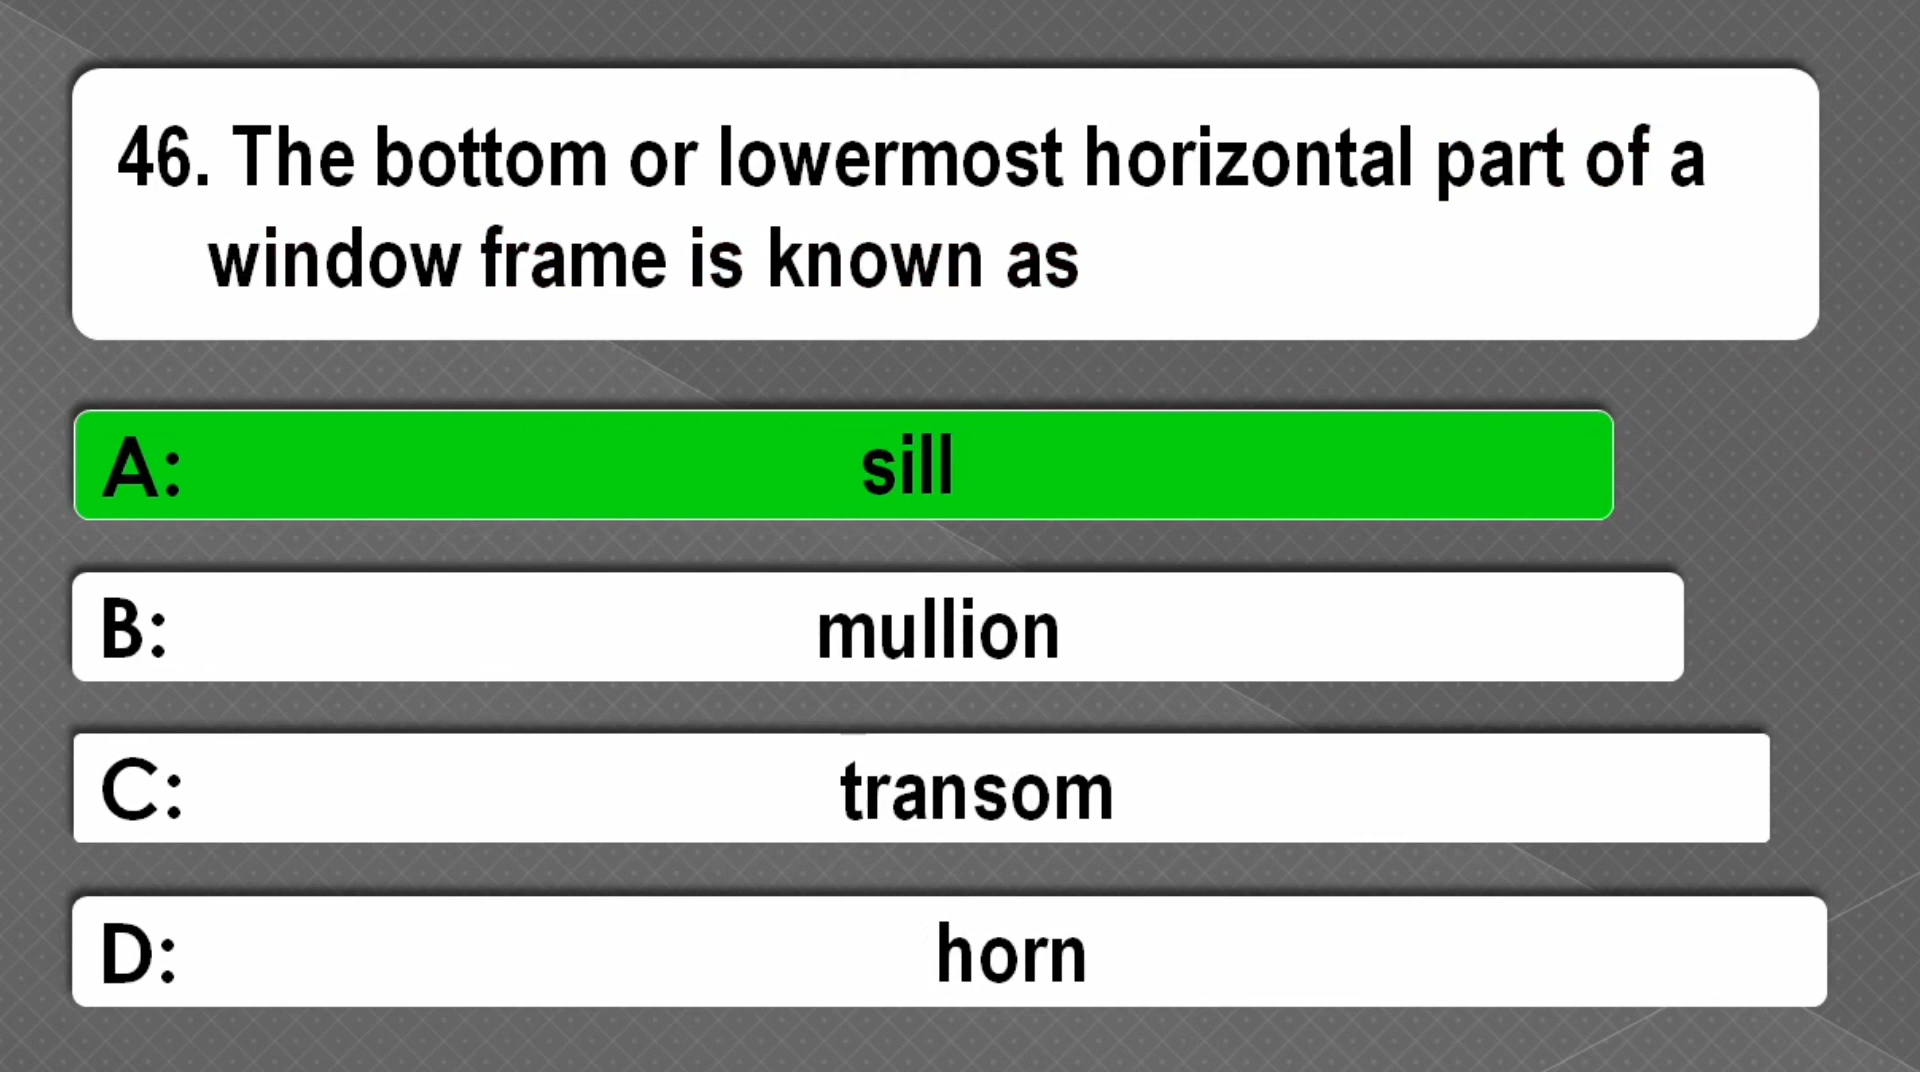 46. The bottom or lowermost horizontal part of a
window frame is known as
A: sill
B: mullion
C: transom
D: horn